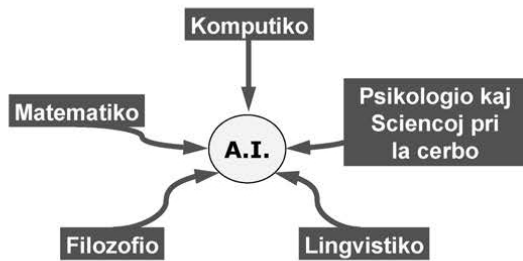 Komputiko
Matematiko
Psikologio kaj
Sciencoj pri
la cerbo
A.I.
Filozofio
Lingvistiko